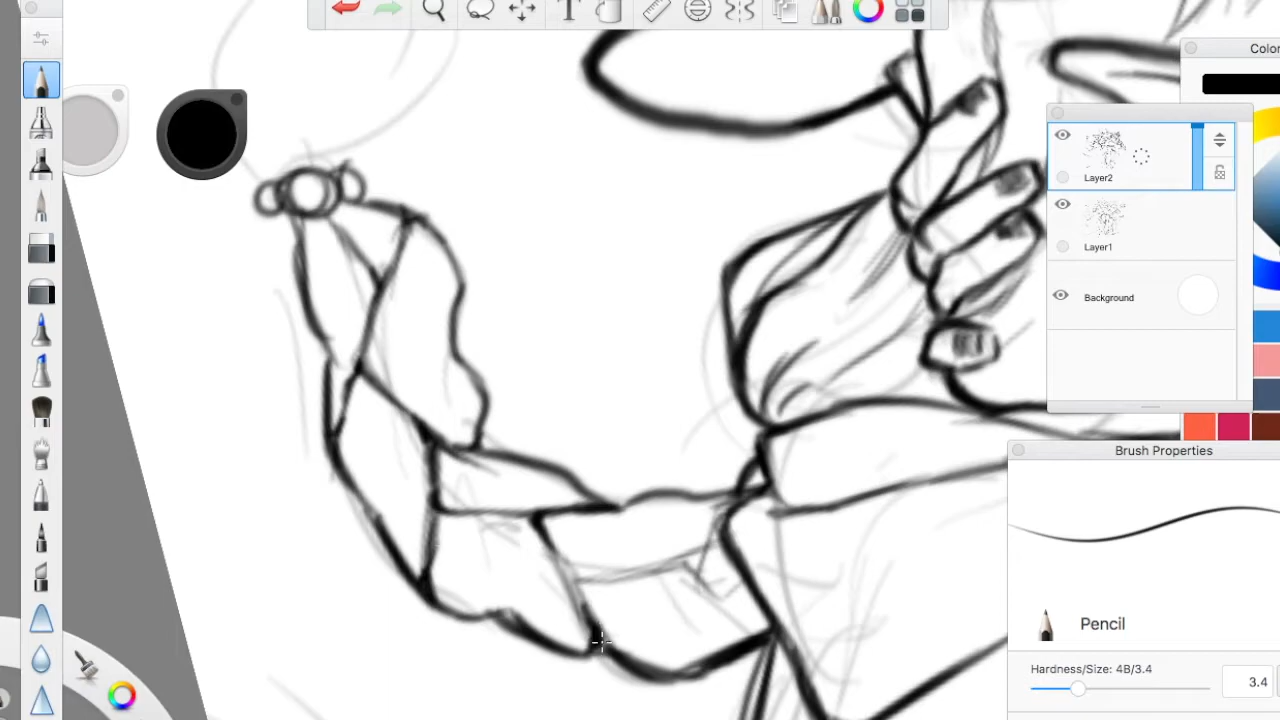 Color
Layer2
Layer1
Background
Brush Properties
Pencil
Hardness/Size: 4B/3.4
3.4